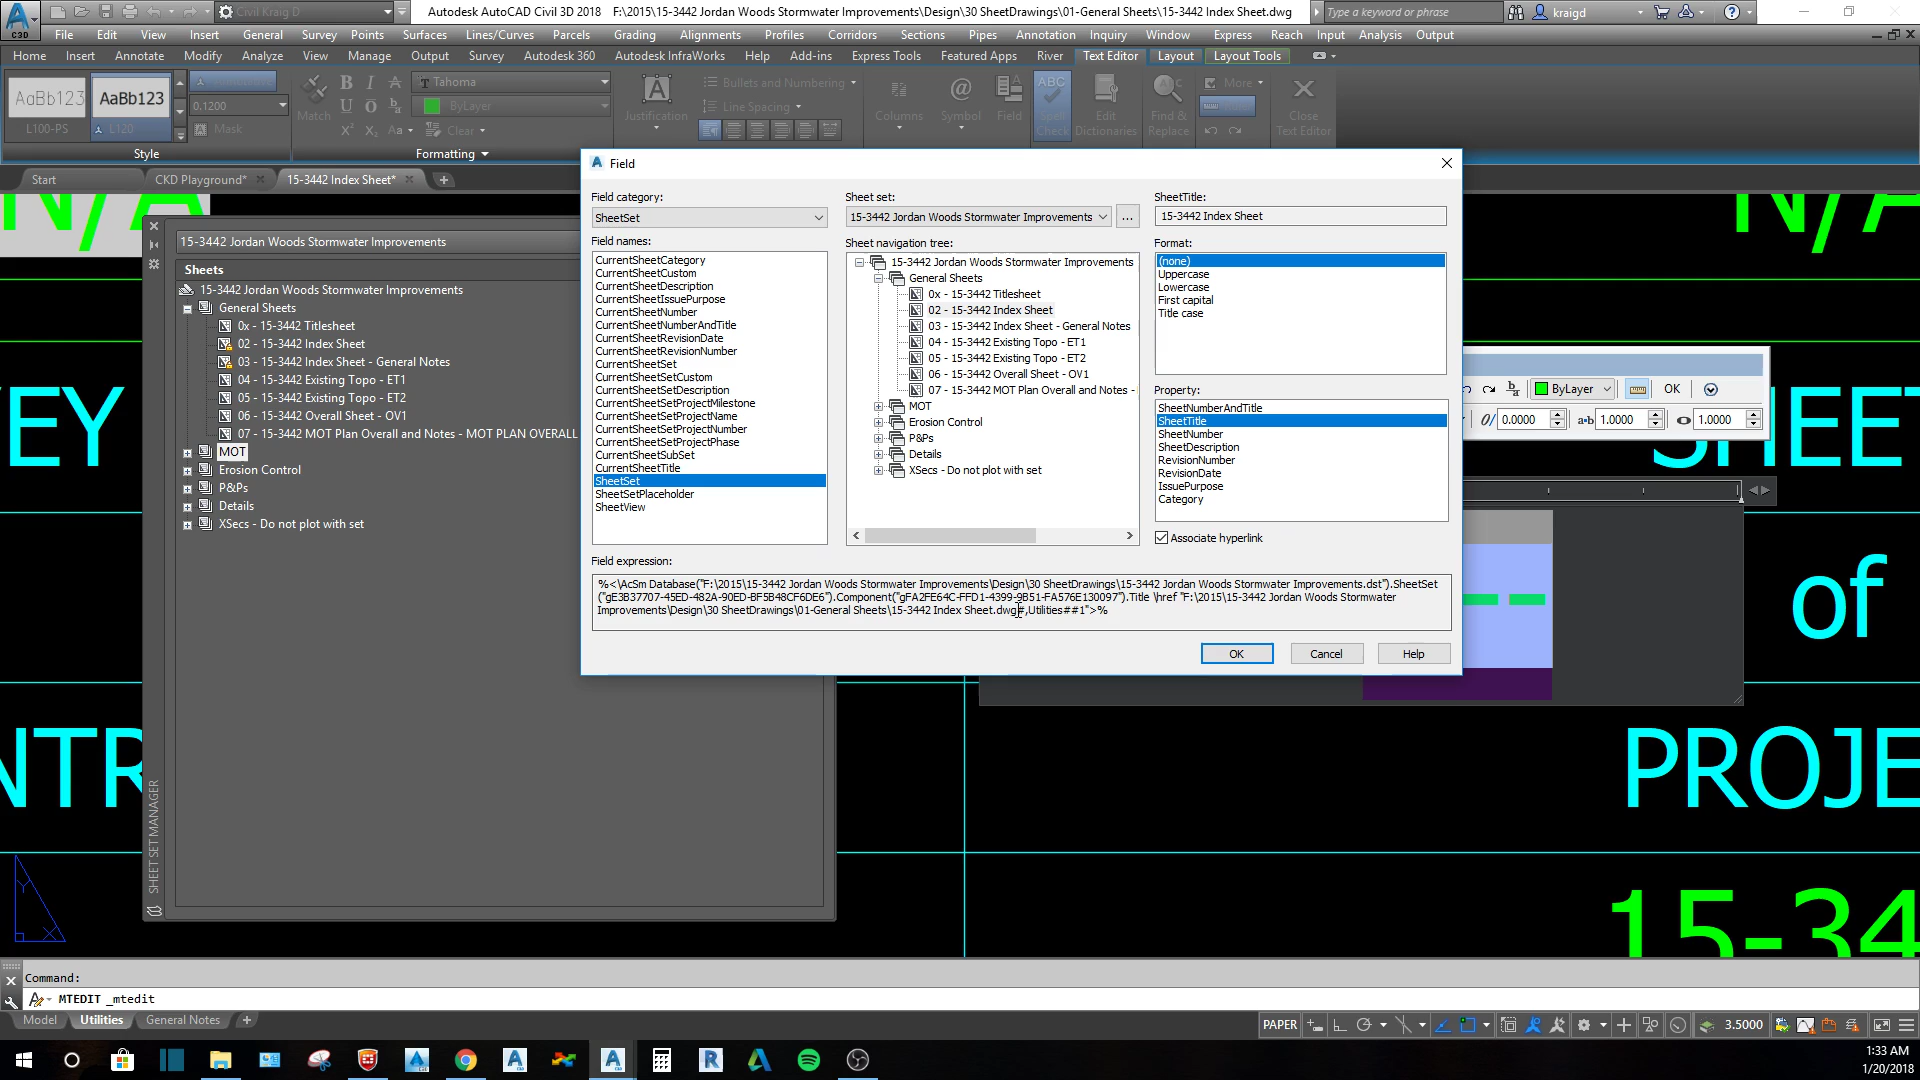 Civil Kraig D
Autodesk AutoCAD Civil 3D 2018 F:\2015\15-3442 Jordan Woods Stormwater Improvements\Design\30 SheetDrawings\01-General Sheets\15-3442 Index Sheet.dwg
Type a keyword or phrase
kraigd
C3D
File Edit View Insert General Survey Points Surfaces Lines/Curves Parcels Grading Alignments Profiles Corridors Sections Pipes Annotation Inquiry Window Express Reach Input Analysis Output
Home Insert Annotate Modify Analyze View Manage Output Survey Autodesk 360 Autodesk InfraWorks Help Add-ins Express Tools Featured Apps River Text Editor Layout Layout Tools
AaBb123 AaBb123
L100-PS L120
0.1200
Mask
Match
Tahoma
ByLayer
Clear
Bullets and Numbering
Line Spacing
Justification
Columns
Symbol
Field
ABC
Spell Check
Edit Dictionaries
Find & Replace
More
Close Text Editor
Style
Formatting
Start
CKD Playground*
15-3442 Index Sheet*
N/A
N/A
15-3442 Jordan Woods Stormwater Improvements
Sheets
15-3442 Jordan Woods Stormwater Improvements
General Sheets
0x - 15-3442 Titlesheet
02 - 15-3442 Index Sheet
03 - 15-3442 Index Sheet - General Notes
04 - 15-3442 Existing Topo - ET1
05 - 15-3442 Existing Topo - ET2
06 - 15-3442 Overall Sheet - OV1
07 - 15-3442 MOT Plan Overall and Notes - MOT PLAN OVERALL
MOT
Erosion Control
P&Ps
Details
XSecs - Do not plot with set
SHEET SET MANAGER
Field
Field category:
SheetSet
Field names:
CurrentSheetCategory
CurrentSheetCustom
CurrentSheetDescription
CurrentSheetIssuePurpose
CurrentSheetNumber
CurrentSheetNumberAndTitle
CurrentSheetRevisionDate
CurrentSheetRevisionNumber
CurrentSheetSet
CurrentSheetSetCustom
CurrentSheetSetDescription
CurrentSheetSetProjectMilestone
CurrentSheetSetProjectName
CurrentSheetSetProjectNumber
CurrentSheetSetProjectPhase
CurrentSheetSubSet
CurrentSheetTitle
SheetSet
SheetSetPlaceholder
SheetView
Sheet set:
15-3442 Jordan Woods Stormwater Improvements
...
Sheet navigation tree:
15-3442 Jordan Woods Stormwater Improvements
General Sheets
0x - 15-3442 Titlesheet
02 - 15-3442 Index Sheet
03 - 15-3442 Index Sheet - General Notes
04 - 15-3442 Existing Topo - ET1
05 - 15-3442 Existing Topo - ET2
06 - 15-3442 Overall Sheet - OV1
07 - 15-3442 MOT Plan Overall and Notes -
MOT
Erosion Control
P&Ps
Details
XSecs - Do not plot with set
SheetTitle:
15-3442 Index Sheet
Format:
(none)
Uppercase
Lowercase
First capital
Title case
Property:
SheetNumberAndTitle
SheetTitle
SheetNumber
SheetDescription
RevisionNumber
RevisionDate
IssuePurpose
Category
Associate hyperlink
Field expression:
%<\AcSm Database("F:\2015\15-3442 Jordan Woods Stormwater Improvements\Design\30 SheetDrawings\15-3442 Jordan Woods Stormwater Improvements.dst").SheetSet
("gE3B37707-45ED-482A-90ED-BF5B48CF6DE6").Component("gFA2FE64C-FFD1-4399-9B51-FA576E130097").Title \href "F:\2015\15-3442 Jordan Woods Stormwater
Improvements\Design\30 SheetDrawings\01-General Sheets\15-3442 Index Sheet.dwg#,Utilities##1">%
OK Cancel Help
ByLayer
OK
0/ 0.0000 a•b 1.0000 1.0000
VEY
SHEET
of
NTR
PROJE
15-34
Y
X
Command:
MTEDIT _mtedit
Model Utilities General Notes
PAPER
3.5000
1:33 AM
1/20/2018